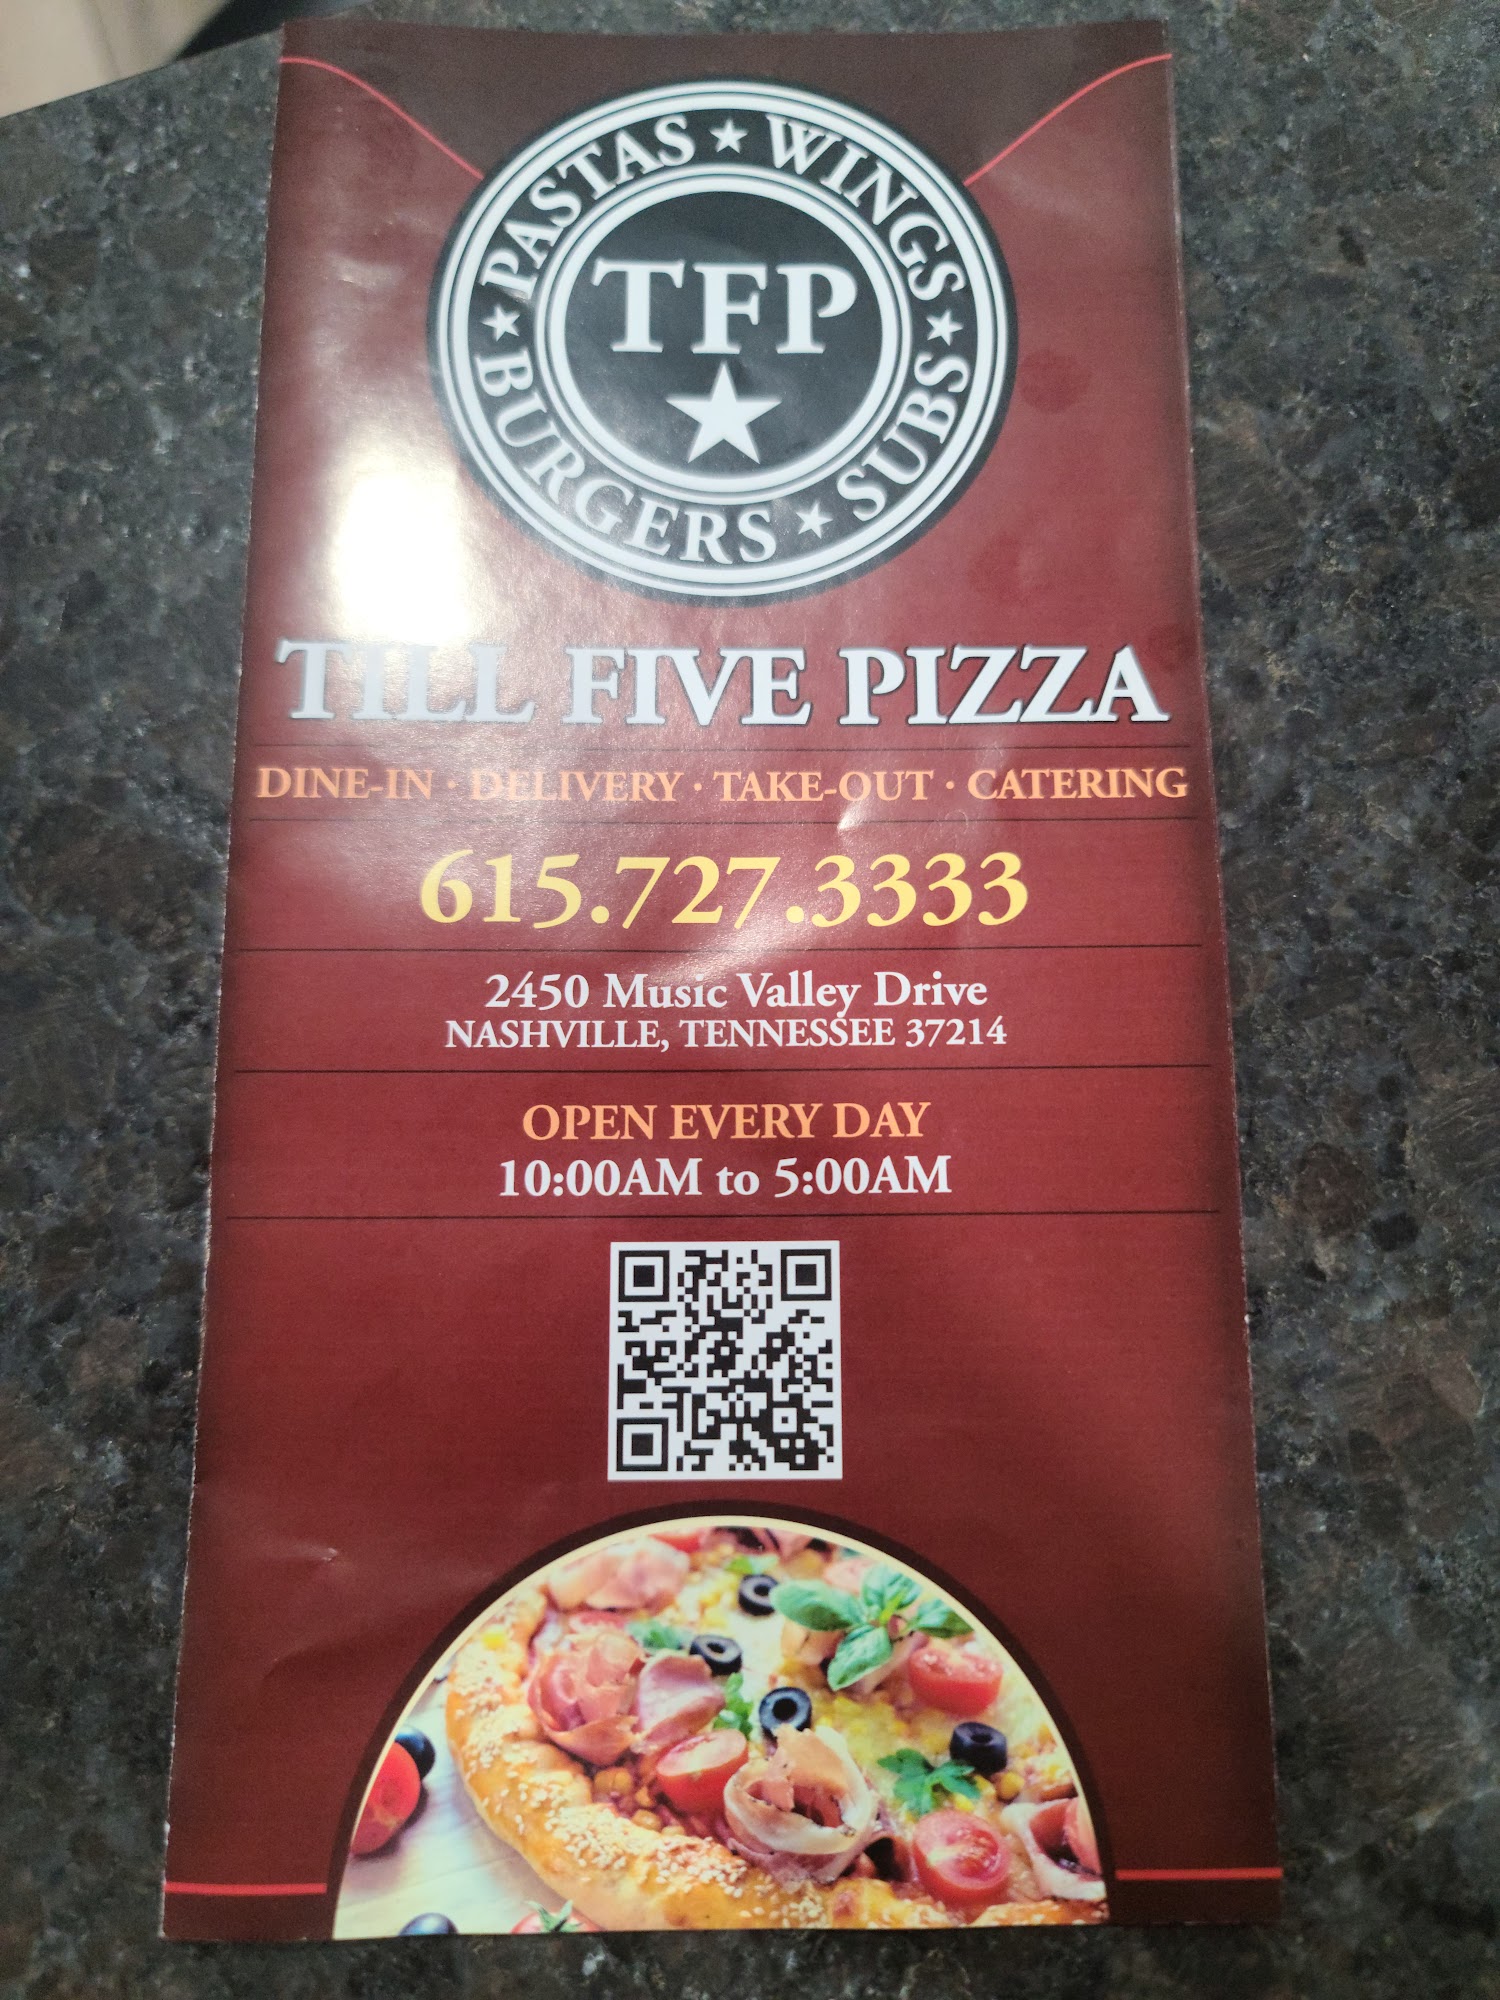 PASTAS ★ WINGS ★ SUBS ★ BURGERS ★
TFP
TILL FIVE PIZZA
DINE-IN · DELIVERY · TAKE-OUT · CATERING
615.727.3333
2450 Music Valley Drive
NASHVILLE, TENNESSEE 37214
OPEN EVERY DAY
10:00AM to 5:00AM